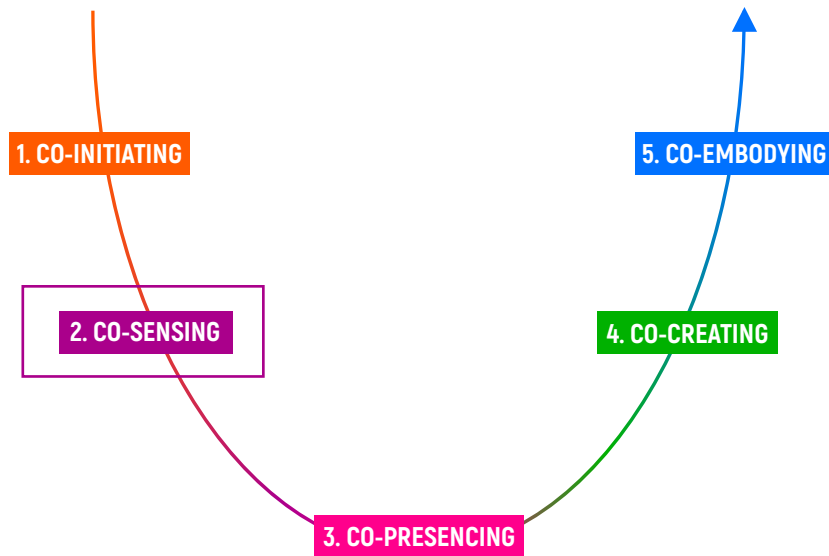 1. CO-INITIATING
2. CO-SENSING
3. CO-PRESENCING
4. CO-CREATING
5. CO-EMBODYING